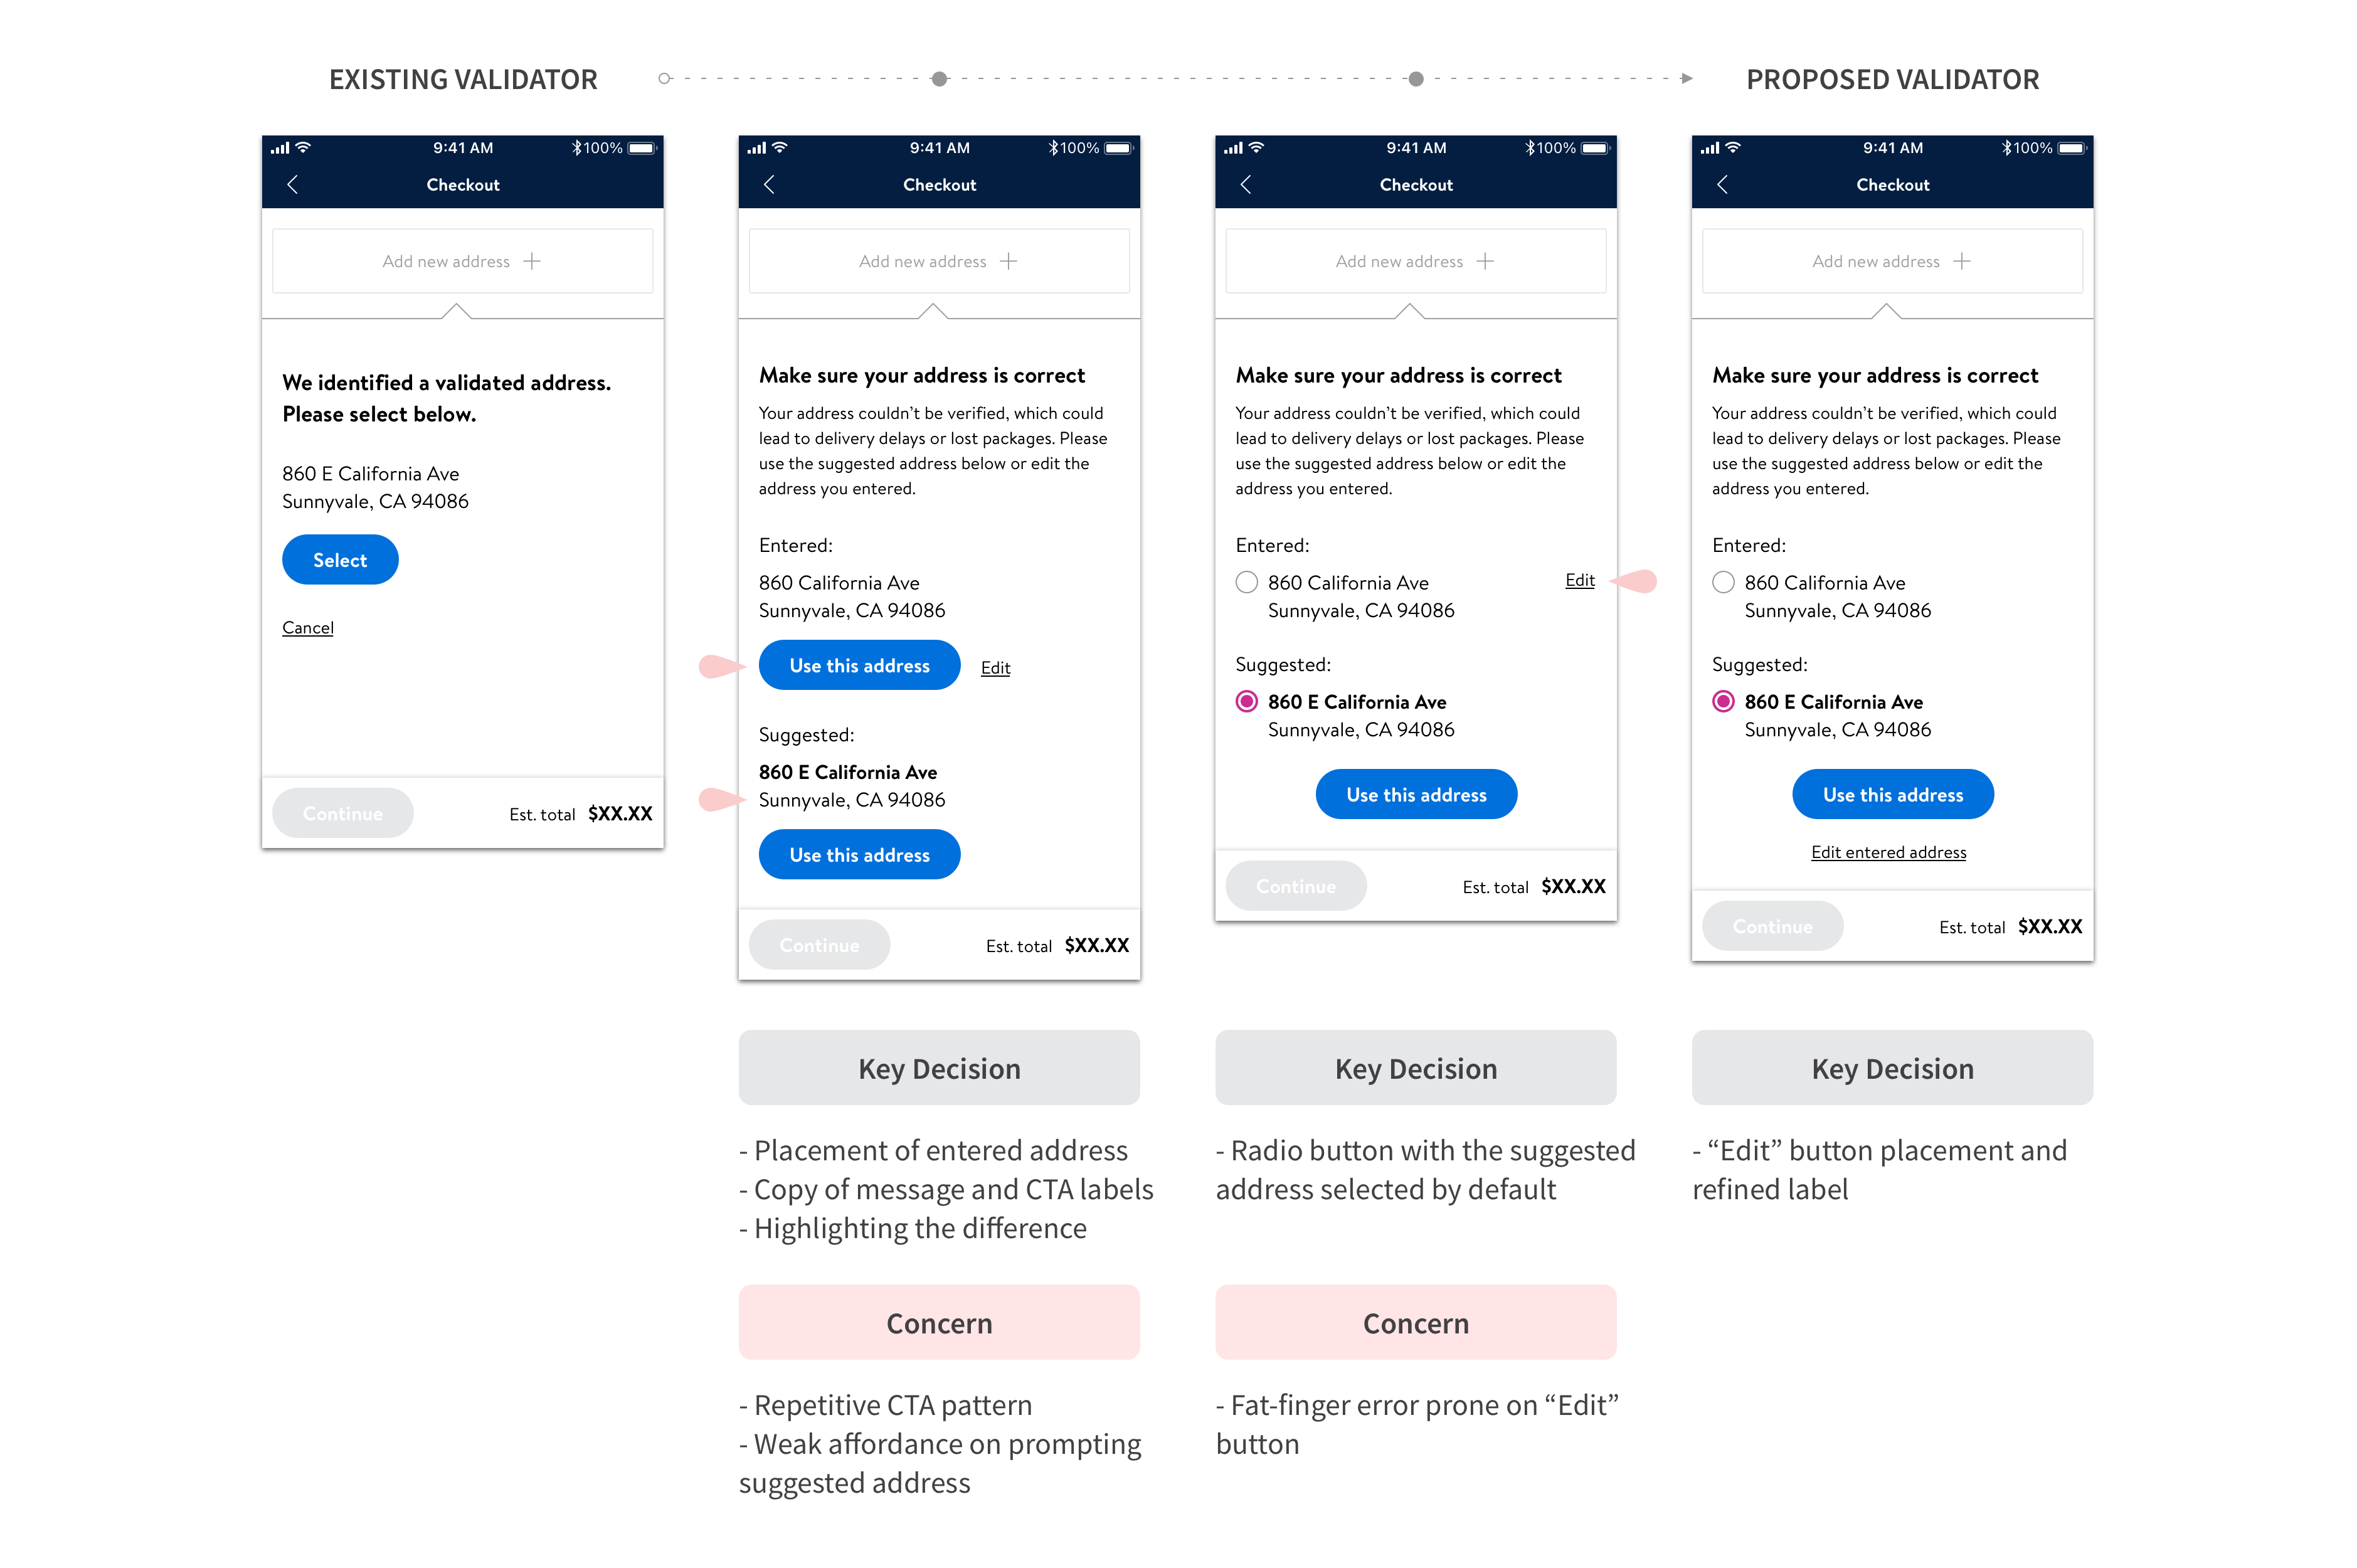 EXISTING VALIDATOR
PROPOSED VALIDATOR
9:41 AM
100%
Checkout
Add new address
We identified a validated address.
Please select below.
860 E California Ave
Sunnyvale, CA 94086
Select
Cancel
Continue
Est. total $XX.XX
9:41 AM
100%
Checkout
Add new address
Make sure your address is correct
Your address couldn’t be verified, which could
lead to delivery delays or lost packages. Please
use the suggested address below or edit the
address you entered.
Entered:
860 California Ave
Sunnyvale, CA 94086
Use this address
Edit
Suggested:
860 E California Ave
Sunnyvale, CA 94086
Use this address
Continue
Est. total $XX.XX
Key Decision
- Placement of entered address
- Copy of message and CTA labels
- Highlighting the difference
Concern
- Repetitive CTA pattern
- Weak affordance on prompting
suggested address
9:41 AM
100%
Checkout
Add new address
Make sure your address is correct
Your address couldn’t be verified, which could
lead to delivery delays or lost packages. Please
use the suggested address below or edit the
address you entered.
Entered:
860 California Ave
Edit
Sunnyvale, CA 94086
Suggested:
860 E California Ave
Sunnyvale, CA 94086
Use this address
Continue
Est. total $XX.XX
Key Decision
- Radio button with the suggested
address selected by default
Concern
- Fat-finger error prone on “Edit”
button
9:41 AM
100%
Checkout
Add new address
Make sure your address is correct
Your address couldn’t be verified, which could
lead to delivery delays or lost packages. Please
use the suggested address below or edit the
address you entered.
Entered:
860 California Ave
Sunnyvale, CA 94086
Suggested:
860 E California Ave
Sunnyvale, CA 94086
Use this address
Edit entered address
Continue
Est. total $XX.XX
Key Decision
- “Edit” button placement and
refined label